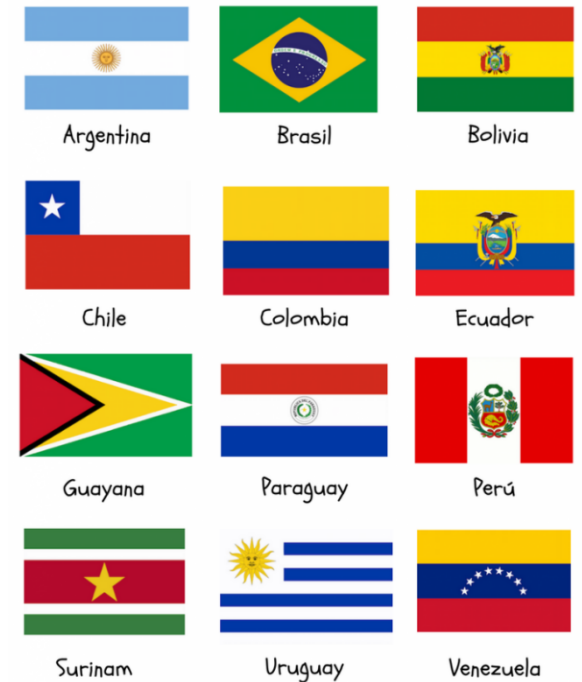 Argentina Brasil Bolivia
Chile Colombia Ecuador
Guayana Paraguay Perú
Surinam Uruguay Venezuela